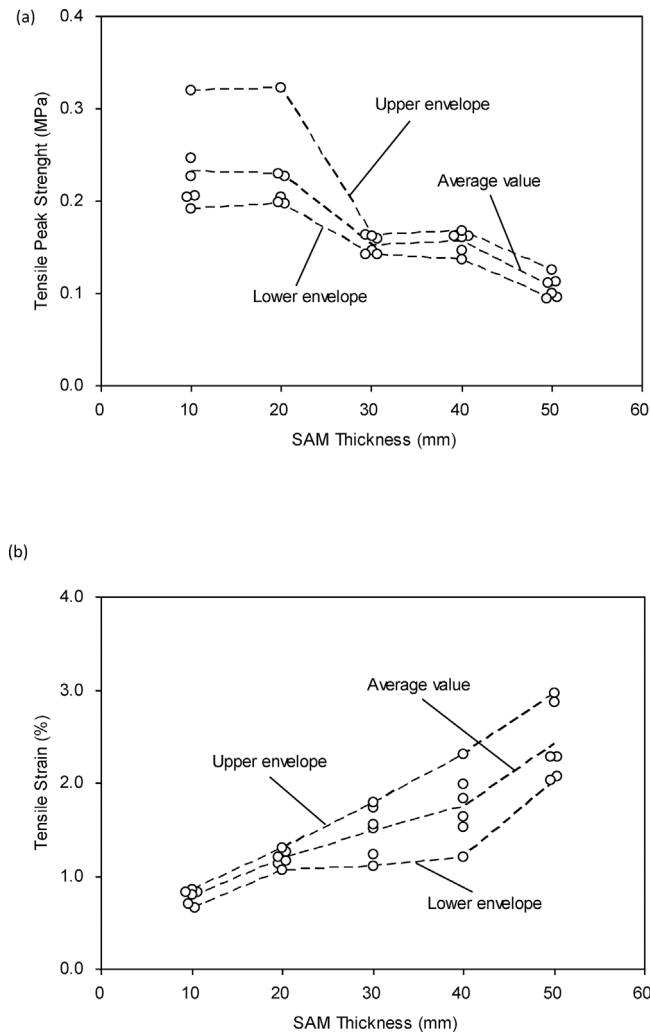 (a)
0.4
0.3
0.2
0.1
0.0
Tensile Peak Strenght (MPa)
Upper envelope
Average value
Lower envelope
0 10 20 30 40 50 60
SAM Thickness (mm)
(b)
4.0
3.0
2.0
1.0
0.0
Tensile Strain (%)
Average value
Upper envelope
Lower envelope
0 10 20 30 40 50 60
SAM Thickness (mm)